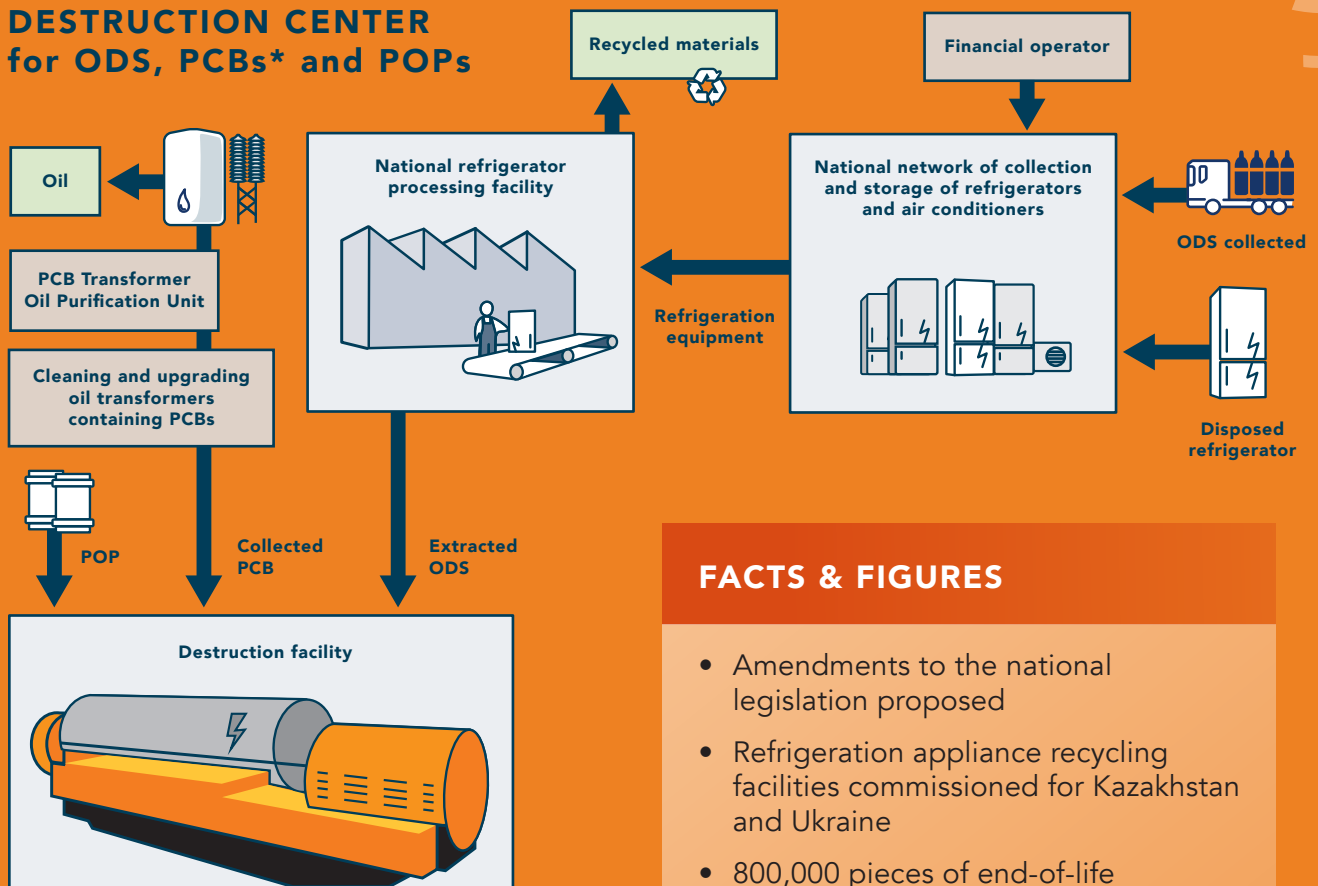 DESTRUCTION CENTER
for ODS, PCBs* and POPs
Recycled materials
Financial operator
Oil
National refrigerator
processing facility
National network of collection
and storage of refrigerators
and air conditioners
ODS collected
PCB Transformer
Oil Purification Unit
Refrigeration
equipment
Cleaning and upgrading
oil transformers
containing PCBs
Disposed
refrigerator
POP
Collected
PCB
Extracted
ODS
Destruction facility
FACTS & FIGURES
• Amendments to the national
legislation proposed
• Refrigeration appliance recycling
facilities commissioned for Kazakhstan
and Ukraine
• 800,000 pieces of end-of-life